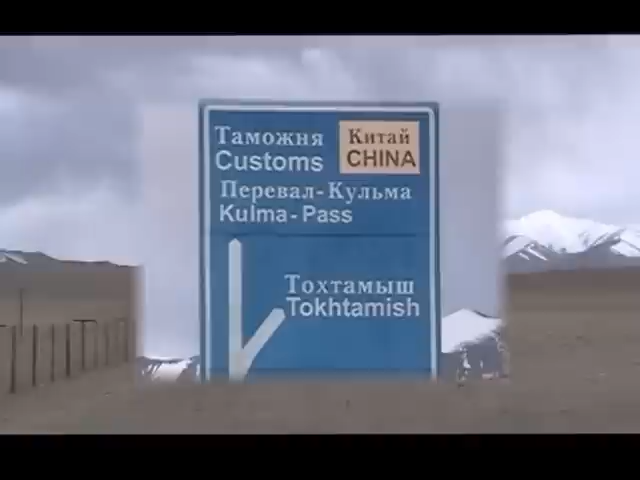 Таможня
Customs
Китай
CHINA
Перевал-Кульма
Kulma-Pass
Тохтамыш
Tokhtamish